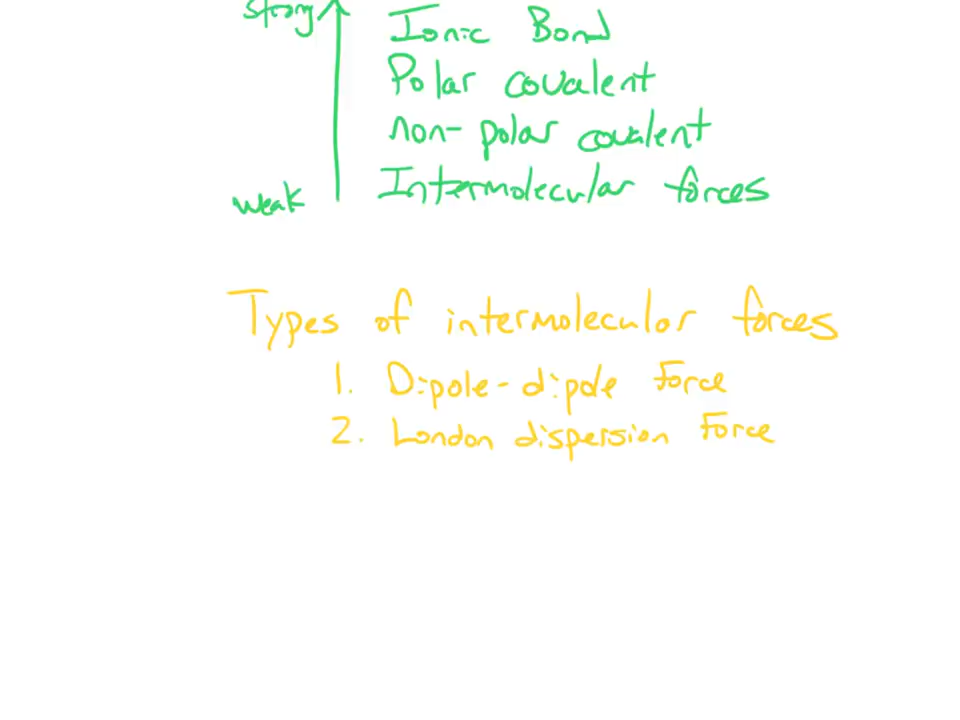 strong
Ionic Bond
Polar covalent
non-polar covalent
weak
Intermolecular forces
Types of intermolecular forces
1. Dipole-dipole Force
2. London dispersion Force